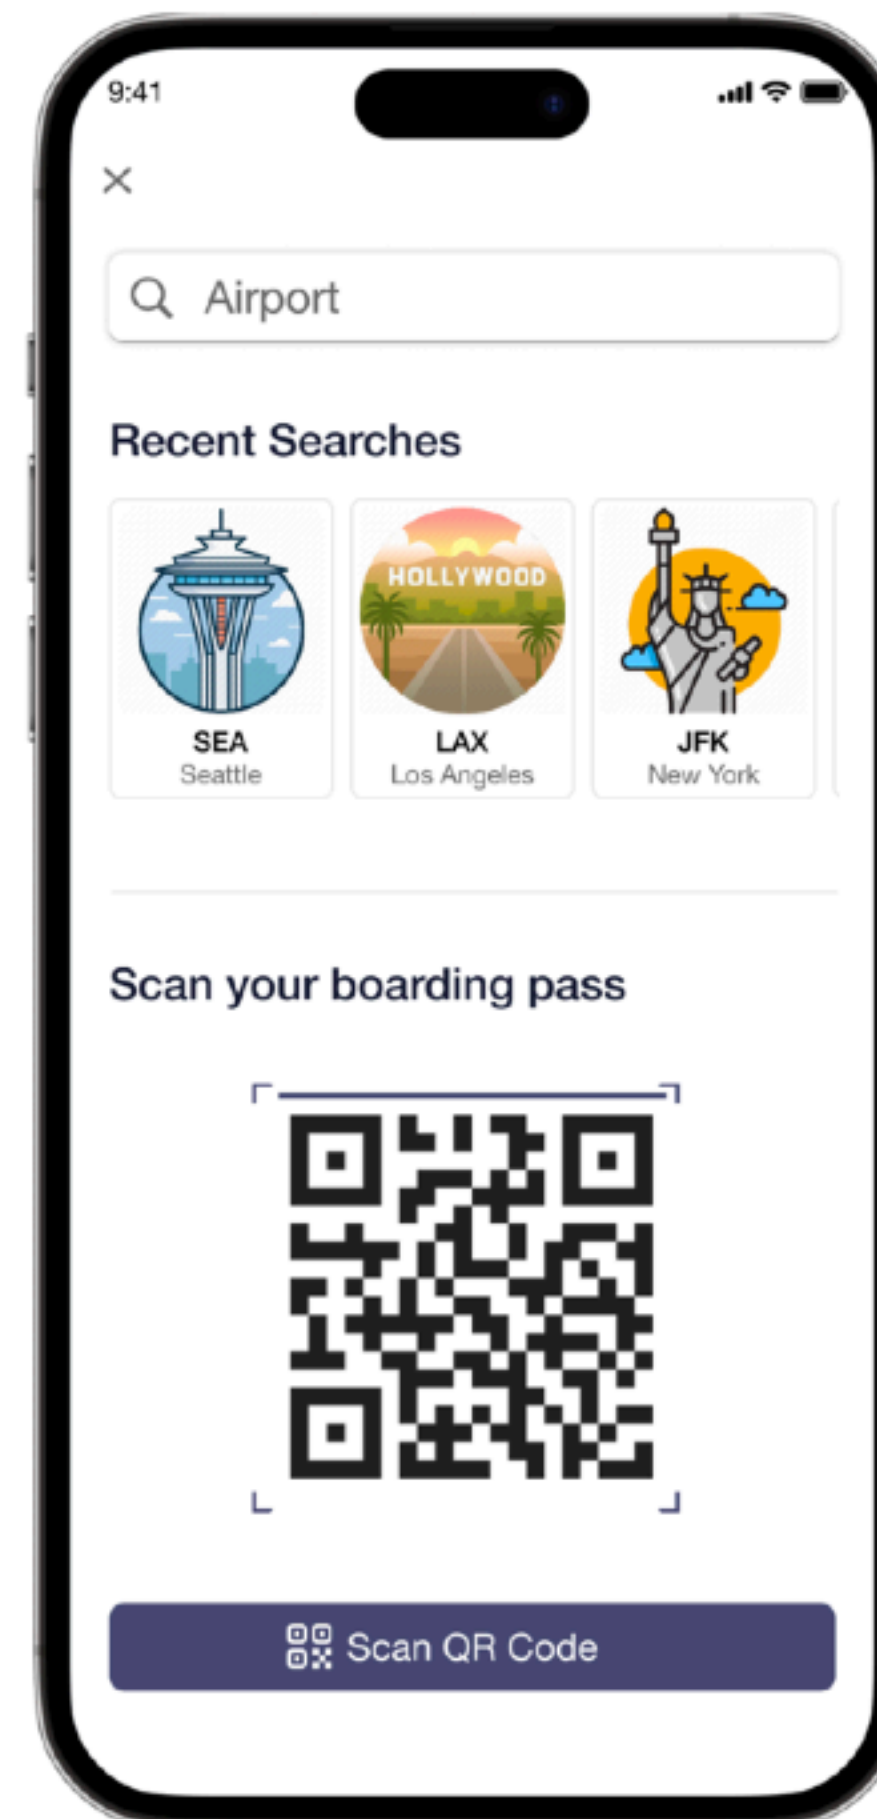 9:41
Airport
Recent Searches
HOLLYWOOD
SEA
Seattle
LAX
Los Angeles
JFK
New York
Scan your boarding pass
Scan QR Code